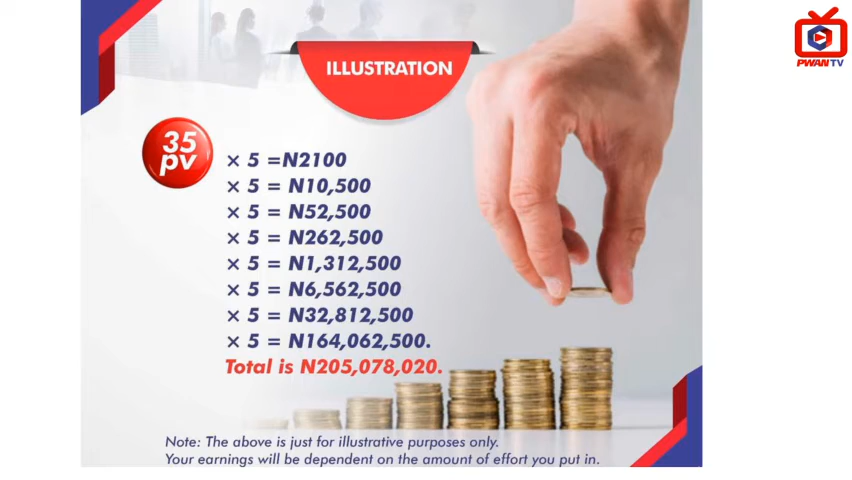 PWANTV
ILLUSTRATION
35
pv
× 5 =N2100
× 5 = N10,500
× 5 = N52,500
× 5 = N262,500
× 5 = N1,312,500
× 5 = N6,562,500
× 5 = N32,812,500
× 5 = N164,062,500.
Total is N205,078,020.
Note: The above is just for illustrative purposes only.
Your earnings will be dependent on the amount of effort you put in.